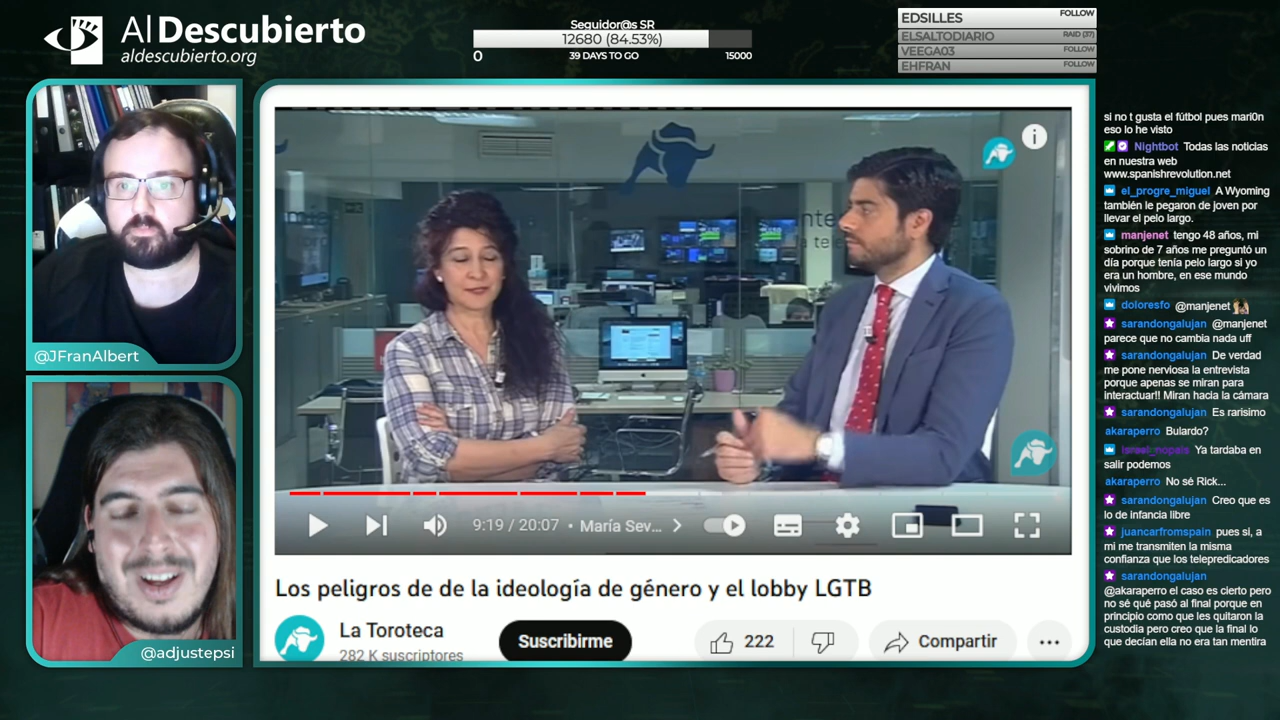 Al Descubierto
aldescubierto.org
Seguidor@s SR
12680 (84.53%)
0
39 DAYS TO GO
15000
EDSILLES
FOLLOW
ELSALTODIARIO
RAID (37)
VEEGA03
FOLLOW
EHFRAN
FOLLOW
@JFranAlbert
@adjustepsi
9:19 / 20:07 • María Sev...
Los peligros de de la ideología de género y el lobby LGTB
La Toroteca
282 K suscriptores
Suscribirme
222
Compartir
si no t gusta el fútbol pues mari0n
eso lo he visto
Nightbot Todas las noticias
en nuestra web
www.spanishrevolution.net
el_progre_miguel A Wyoming
también le pegaron de joven por
llevar el pelo largo.
manjenet tengo 48 años, mi
sobrino de 7 años me preguntó un
día porque tenía pelo largo si yo
era un hombre, en ese mundo
vivimos
doloresfo @manjenet
sarandongalujan @manjenet
parece que no cambia nada uff
sarandongalujan De verdad
me pone nerviosa la entrevista
porque apenas se miran para
interactuar!! Miran hacia la cámara
sarandongalujan Es rarisimo
akaraperro Bulardo?
israel_nopais Ya tardaba en
salir podemos
akaraperro No sé Rick...
sarandongalujan Creo que es
lo de infancia libre
juancarfromspain pues si, a
mi me transmiten la misma
confianza que los telepredicadores
sarandongalujan
@akaraperro el caso es cierto pero
no sé qué pasó al final porque en
principio como que les quitaron la
custodia pero creo que la final lo
que decían ella no era tan mentira